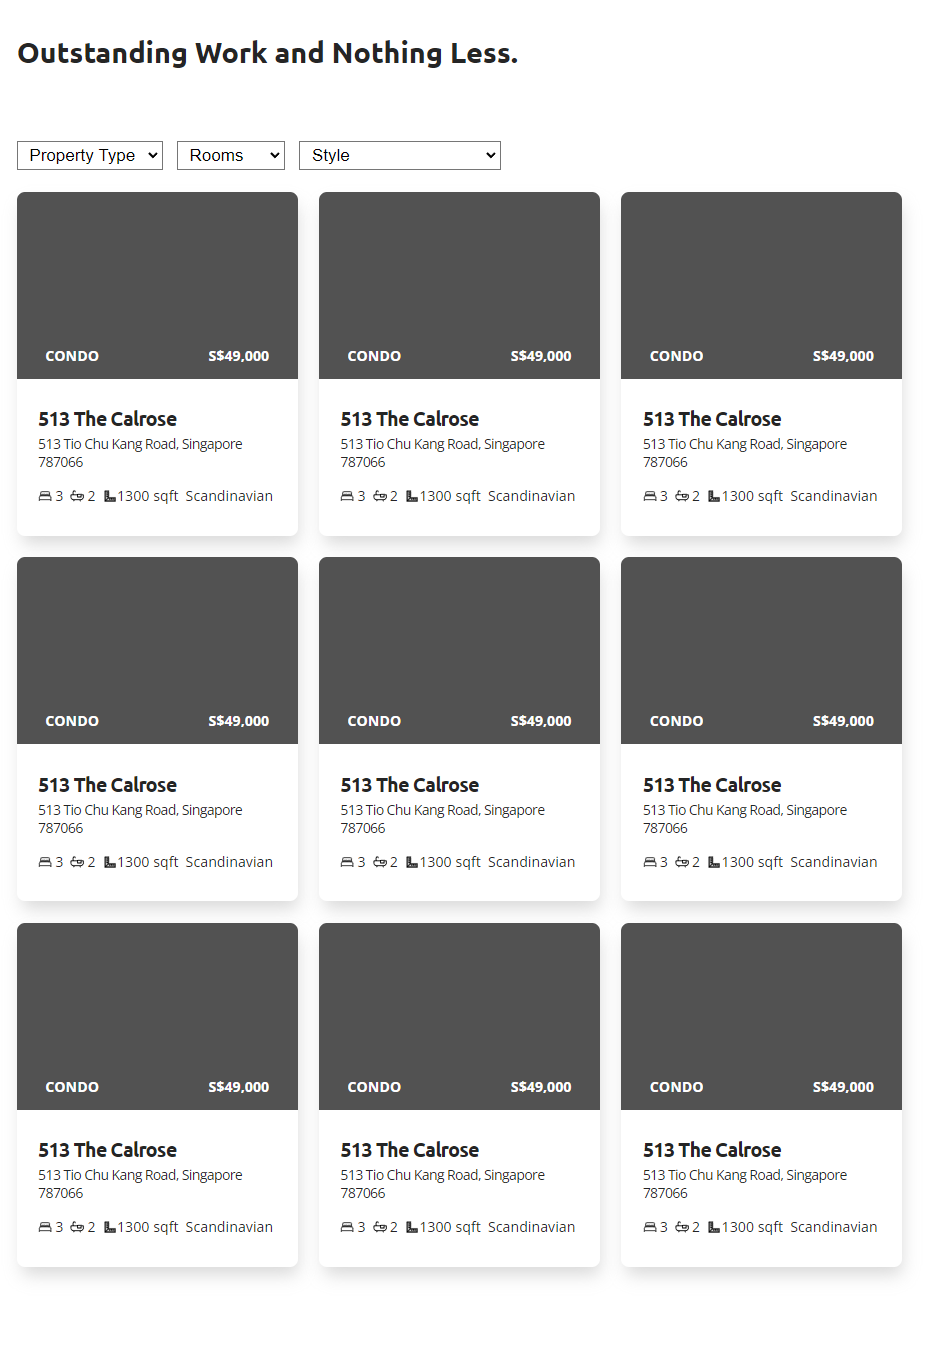 Outstanding Work and Nothing Less.
Property Type Rooms Style
CONDO S$49,000 CONDO S$49,000 CONDO S$49,000
513 The Calrose 513 The Calrose 513 The Calrose
513 Tio Chu Kang Road, Singapore 513 Tio Chu Kang Road, Singapore 513 Tio Chu Kang Road, Singapore
787066 787066 787066
3 2 1300 sqft Scandinavian 3 2 1300 sqft Scandinavian 3 2 1300 sqft Scandinavian
CONDO S$49,000 CONDO S$49,000 CONDO S$49,000
513 The Calrose 513 The Calrose 513 The Calrose
513 Tio Chu Kang Road, Singapore 513 Tio Chu Kang Road, Singapore 513 Tio Chu Kang Road, Singapore
787066 787066 787066
3 2 1300 sqft Scandinavian 3 2 1300 sqft Scandinavian 3 2 1300 sqft Scandinavian
CONDO S$49,000 CONDO S$49,000 CONDO S$49,000
513 The Calrose 513 The Calrose 513 The Calrose
513 Tio Chu Kang Road, Singapore 513 Tio Chu Kang Road, Singapore 513 Tio Chu Kang Road, Singapore
787066 787066 787066
3 2 1300 sqft Scandinavian 3 2 1300 sqft Scandinavian 3 2 1300 sqft Scandinavian